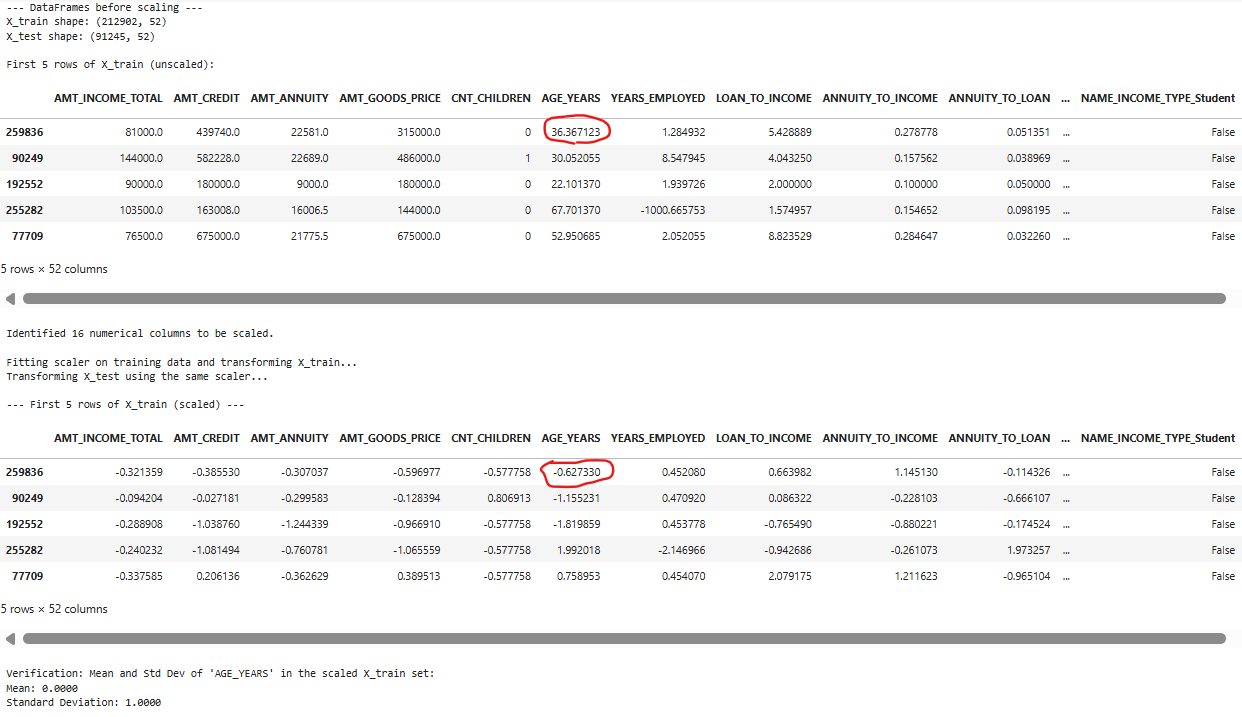 --- DataFrames before scaling ---
X_train shape: (212902, 52)
X_test shape: (91245, 52)
First 5 rows of X_train (unscaled):
AMT_INCOME_TOTAL AMT_CREDIT AMT_ANNUITY AMT_GOODS_PRICE CNT_CHILDREN AGE_YEARS YEARS_EMPLOYED LOAN_TO_INCOME ANNUITY_TO_INCOME ANNUITY_TO_LOAN ... NAME_INCOME_TYPE_Student
259836 81000.0 439740.0 22581.0 315000.0 0 36.367123 1.284932 5.428889 0.278778 0.051351 ... False
90249 144000.0 582228.0 22689.0 486000.0 1 30.052055 8.547945 4.043250 0.157562 0.038969 ... False
192552 90000.0 180000.0 9000.0 180000.0 0 22.101370 1.939726 2.000000 0.100000 0.050000 ... False
255282 103500.0 163008.0 16006.5 144000.0 0 67.701370 -1000.665753 1.574957 0.154652 0.098195 ... False
77709 76500.0 675000.0 21775.5 675000.0 0 52.950685 2.052055 8.823529 0.284647 0.032260 ... False
5 rows × 52 columns
Identified 16 numerical columns to be scaled.
Fitting scaler on training data and transforming X_train...
Transforming X_test using the same scaler...
--- First 5 rows of X_train (scaled) ---
AMT_INCOME_TOTAL AMT_CREDIT AMT_ANNUITY AMT_GOODS_PRICE CNT_CHILDREN AGE_YEARS YEARS_EMPLOYED LOAN_TO_INCOME ANNUITY_TO_INCOME ANNUITY_TO_LOAN ... NAME_INCOME_TYPE_Student
259836 -0.321359 -0.385530 -0.307037 -0.596977 -0.577758 -0.627330 0.452080 0.663982 1.145130 -0.114326 ... False
90249 -0.094204 -0.027181 -0.299583 -0.128394 0.806913 -1.155231 0.470920 0.086322 -0.228103 -0.666107 ... False
192552 -0.288908 -1.038760 -1.244339 -0.966910 -0.577758 -1.819859 0.453778 -0.765490 -0.880221 -0.174524 ... False
255282 -0.240232 -1.081494 -0.760781 -1.065559 -0.577758 1.992018 -2.146966 -0.942686 -0.261073 1.973257 ... False
77709 -0.337585 0.206136 -0.362629 0.389513 -0.577758 0.758953 0.454070 2.079175 1.211623 -0.965104 ... False
5 rows × 52 columns
Verification: Mean and Std Dev of 'AGE_YEARS' in the scaled X_train set:
Mean: 0.0000
Standard Deviation: 1.0000